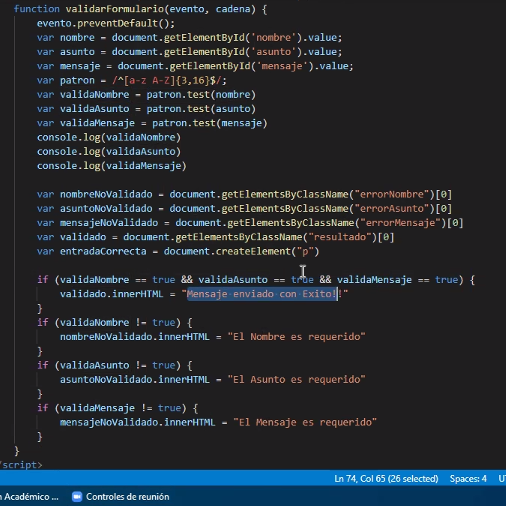 function validarFormulario(evento, cadena) {
evento.preventDefault();
var nombre = document.getElementById('nombre').value;
var asunto = document.getElementById('asunto').value;
var mensaje = document.getElementById('mensaje').value;
var patron = /^[a-z A-Z]{3,16}$/;
var validaNombre = patron.test(nombre)
var validaAsunto = patron.test(asunto)
var validaMensaje = patron.test(mensaje)
console.log(validaNombre)
console.log(validaAsunto)
console.log(validaMensaje)
var nombreNoValidado = document.getElementsByClassName("errorNombre")[0]
var asuntoNoValidado = document.getElementsByClassName("errorAsunto")[0]
var mensajeNoValidado = document.getElementsByClassName("errorMensaje")[0]
var validado = document.getElementsByClassName("resultado")[0]
var entradaCorrecta = document.createElement("p")
if (validaNombre == true && validaAsunto == true && validaMensaje == true) {
validado.innerHTML = "Mensaje enviado con Exito!!"
}
if (validaNombre != true) {
nombreNoValidado.innerHTML = "El Nombre es requerido"
}
if (validaAsunto != true) {
asuntoNoValidado.innerHTML = "El Asunto es requerido"
}
if (validaMensaje != true) {
mensajeNoValidado.innerHTML = "El Mensaje es requerido"
}
}
/script>
Ln 74, Col 65 (26 selected) Spaces: 4 UT
n Académico ... Controles de reunión